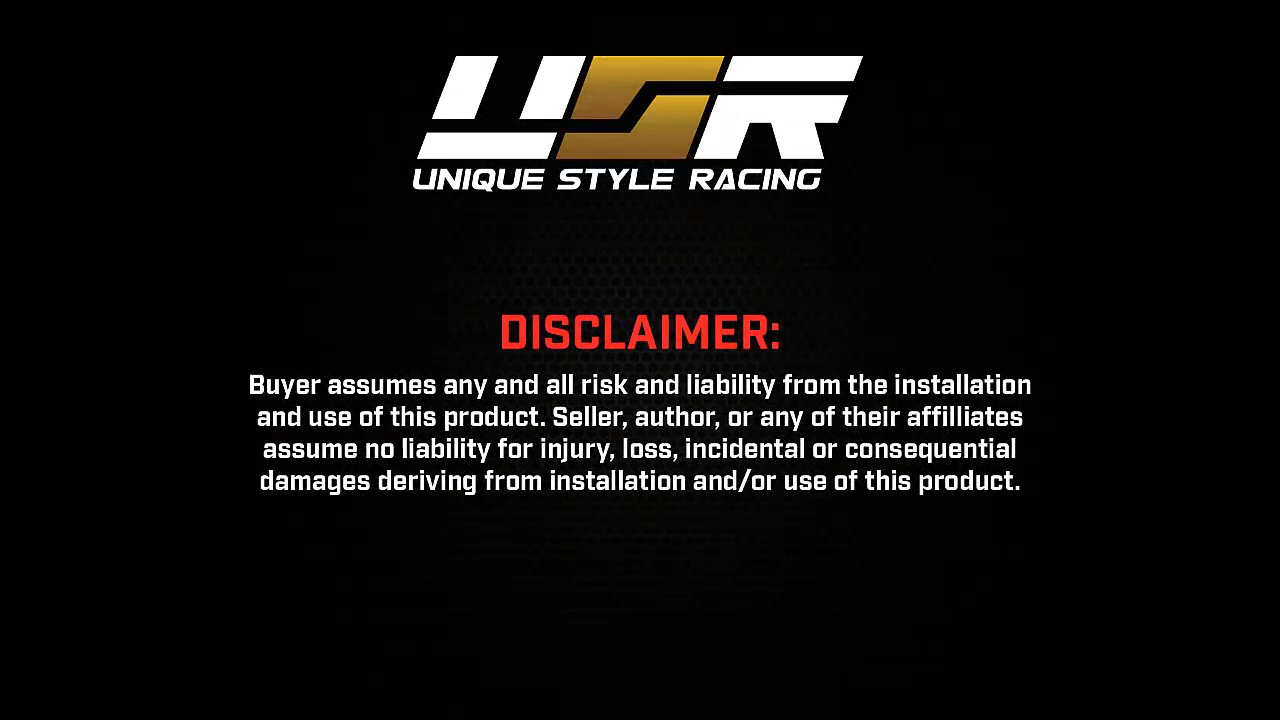 USR
UNIQUE STYLE RACING
DISCLAIMER:
Buyer assumes any and all risk and liability from the installation
and use of this product. Seller, author, or any of their affilliates
assume no liability for injury, loss, incidental or consequential
damages deriving from installation and/or use of this product.